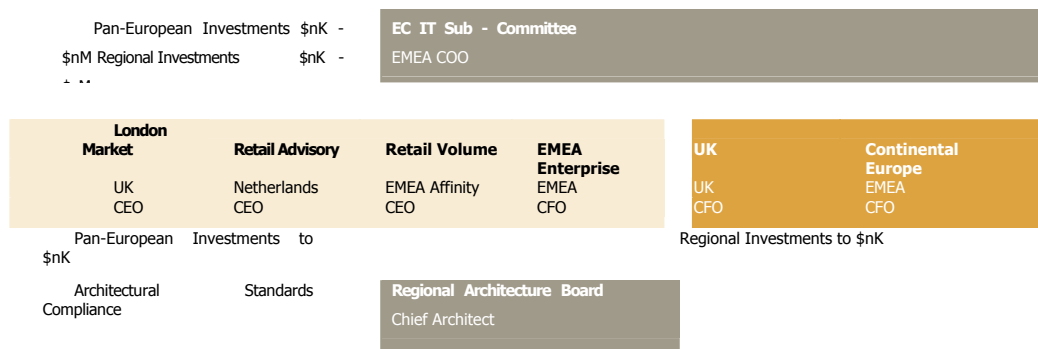 Pan-European Investments $nK -
$nM Regional Investments $nK -
EC IT Sub - Committee
EMEA COO
London
Market Retail Advisory Retail Volume EMEA
Enterprise
UK Netherlands EMEA Affinity EMEA
CEO CEO CEO CFO
UK Continental
Europe
UK EMEA
CFO CFO
Pan-European Investments to
$nK
Regional Investments to $nK
Architectural Standards
Compliance
Regional Architecture Board
Chief Architect